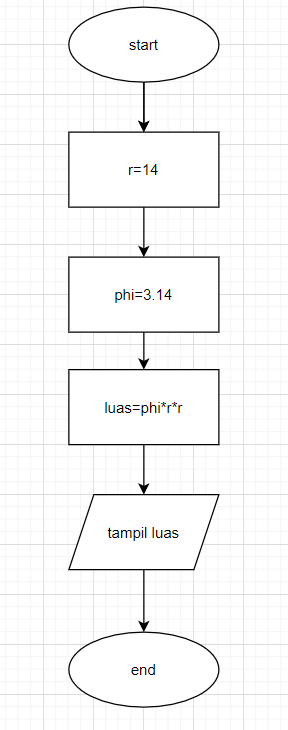 start
r=14
phi=3.14
luas=phi*r*r
tampil luas
end